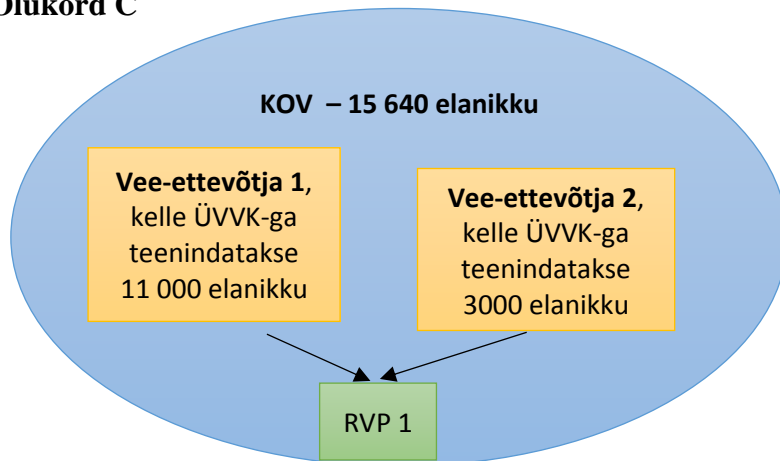 Olukord C
KOV – 15 640 elanikku
Vee-ettevõtja 1,
kelle ÜVVK-ga
teenindatakse
11 000 elanikku
Vee-ettevõtja 2,
kelle ÜVVK-ga
teenindatakse
3000 elanikku
RVP 1